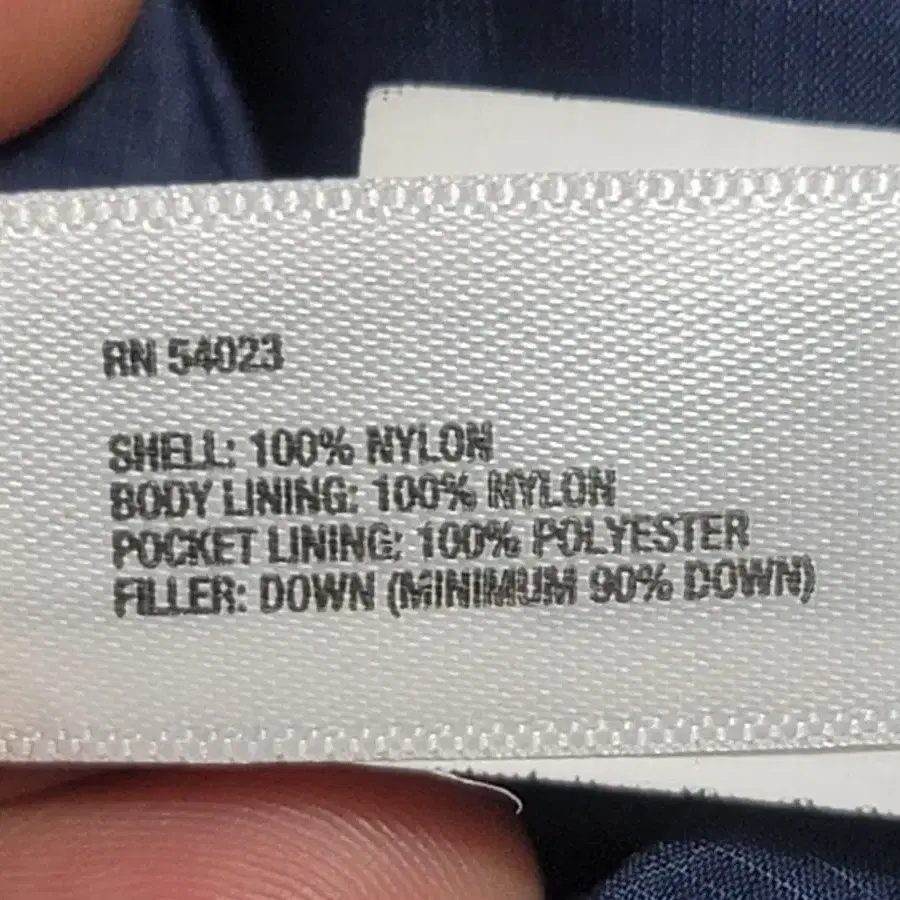 RN 54023
SHELL: 100% NYLON
BODY LINING: 100% NYLON
POCKET LINING: 100% POLYESTER
FILLER: DOWN (MINIMUM 90% DOWN)